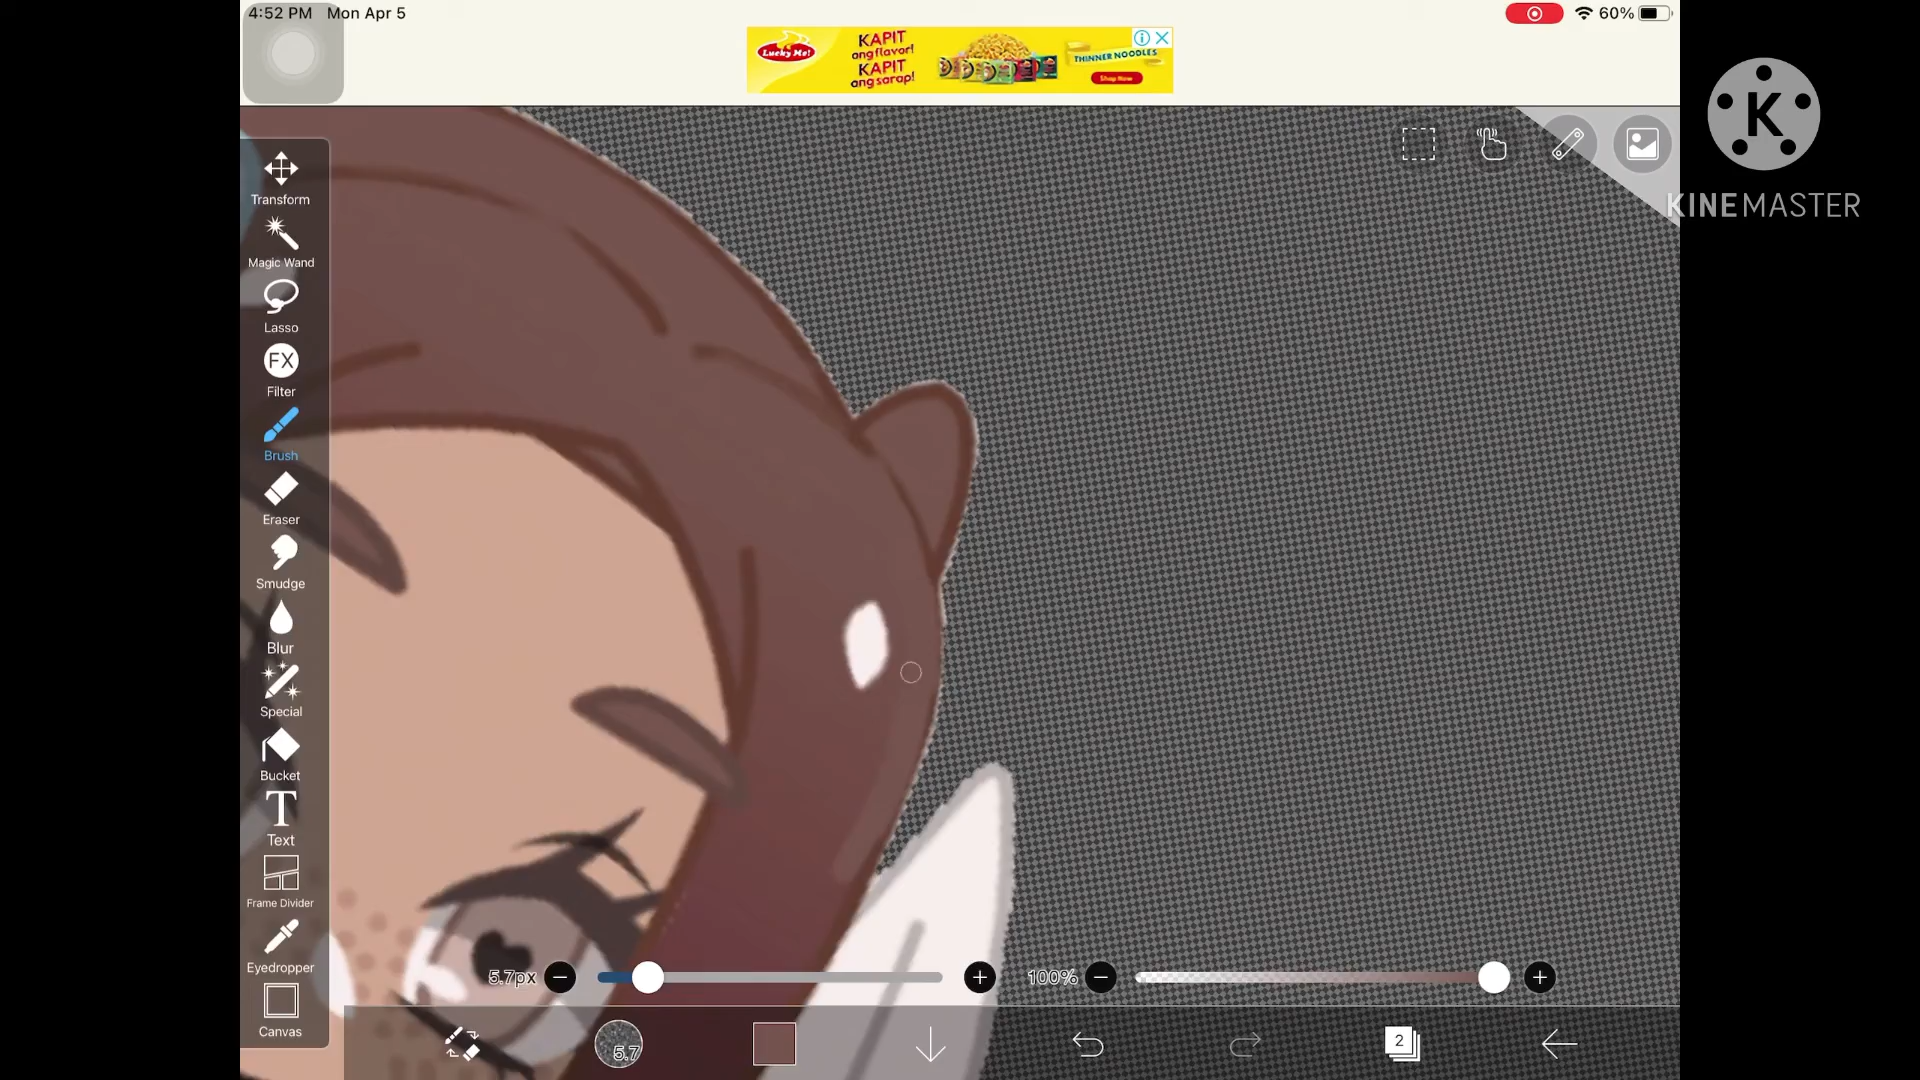 4:52 PM Mon Apr 5
60%
Lucky Me!
KAPIT
ang flavor!
KAPIT
ang sarap!
THINNER NOODLES
Shop Now
K
KINEMASTER
Transform
Magic Wand
Lasso
FX
Filter
Brush
Eraser
Smudge
Blur
Special
Bucket
T
Text
Frame Divider
Eyedropper
Canvas
5.7px
100%
5.7
2